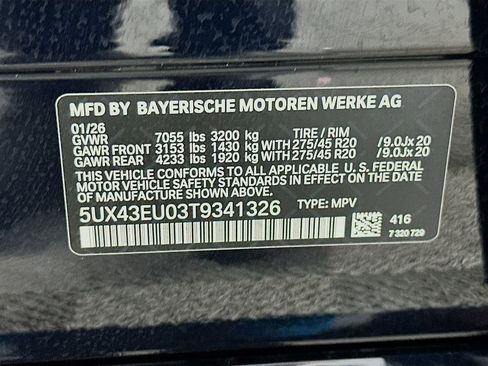 MFD BY BAYERISCHE MOTOREN WERKE AG
01/26
GVWR 7055 lbs 3200 kg TIRE / RIM
GAWR FRONT 3153 lbs 1430 kg WITH 275/45 R20 / 9.0Jx 20
GAWR REAR 4233 lbs 1920 kg WITH 275/45 R20 / 9.0Jx 20
THIS VEHICLE CONFORMS TO ALL APPLICABLE U. S. FEDERAL
MOTOR VEHICLE SAFETY STANDARDS IN EFFECT ON THE DATE
OF MANUFACTURE SHOWN ABOVE.
5UX43EU03T9341326 TYPE: MPV
416
7 320 729